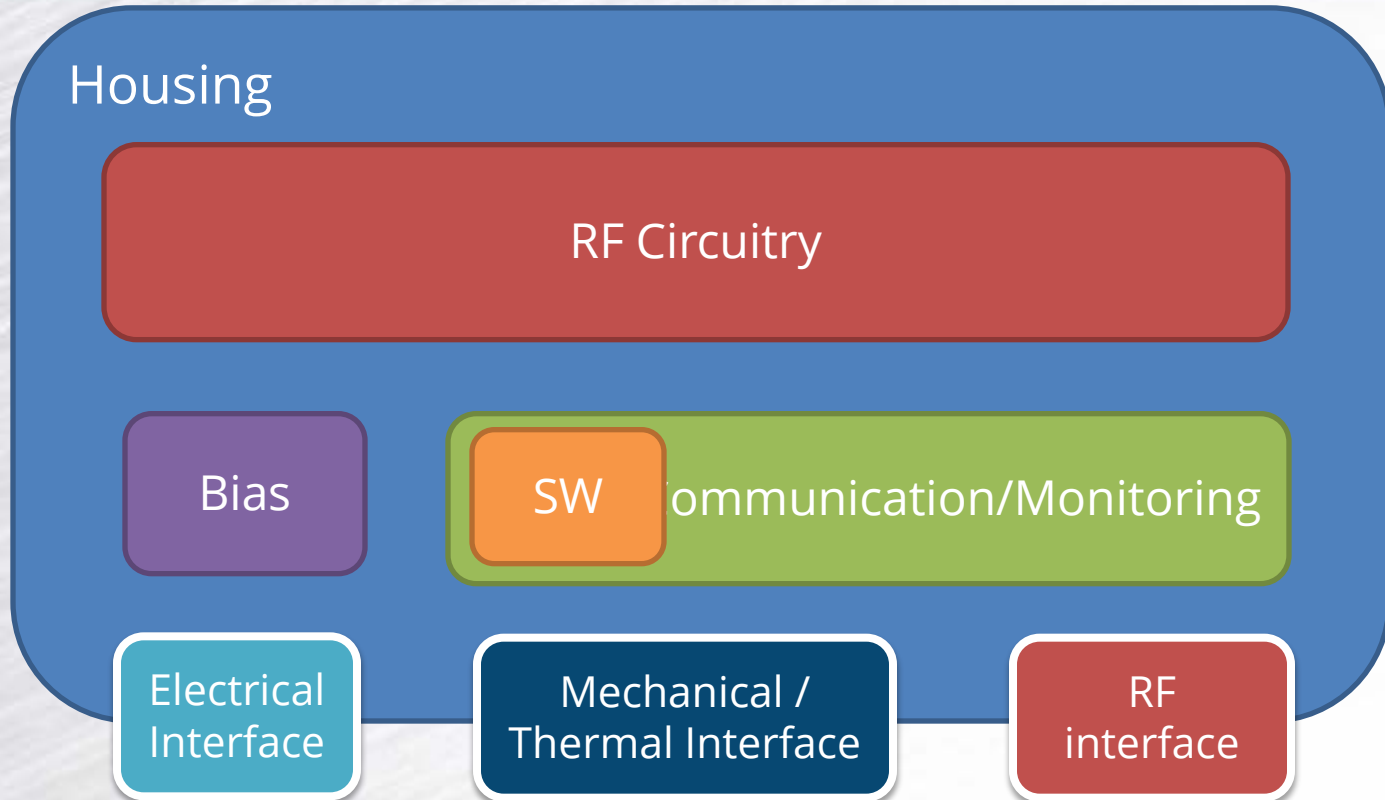 Housing
RF Circuitry
Bias
SW
ommunication/Monitoring
Electrical
Interface
Mechanical /
Thermal Interface
RF
interface